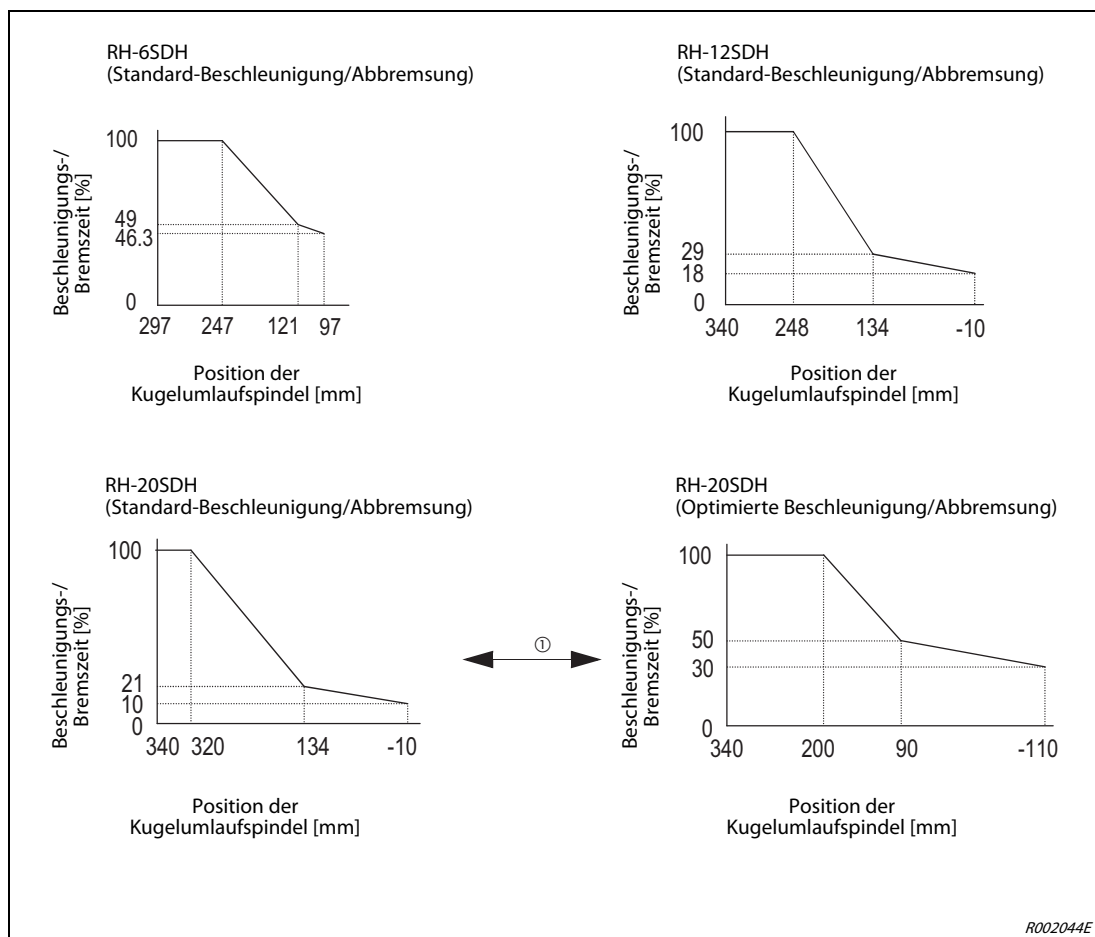 RH-6SDH
(Standard-Beschleunigung/Abbremsung)
Beschleunigungs-/
Bremszeit [%]
100
49
46.3
0
297 247 121 97
Position der
Kugelumlaufspindel [mm]
RH-12SDH
(Standard-Beschleunigung/Abbremsung)
Beschleunigungs-/
Bremszeit [%]
100
29
18
0
340 248 134 -10
Position der
Kugelumlaufspindel [mm]
RH-20SDH
(Standard-Beschleunigung/Abbremsung)
Beschleunigungs-/
Bremszeit [%]
100
21
10
0
340 320 134 -10
Position der
Kugelumlaufspindel [mm]
①
RH-20SDH
(Optimierte Beschleunigung/Abbremsung)
Beschleunigungs-/
Bremszeit [%]
100
50
30
0
340 200 90 -110
Position der
Kugelumlaufspindel [mm]
R002044E